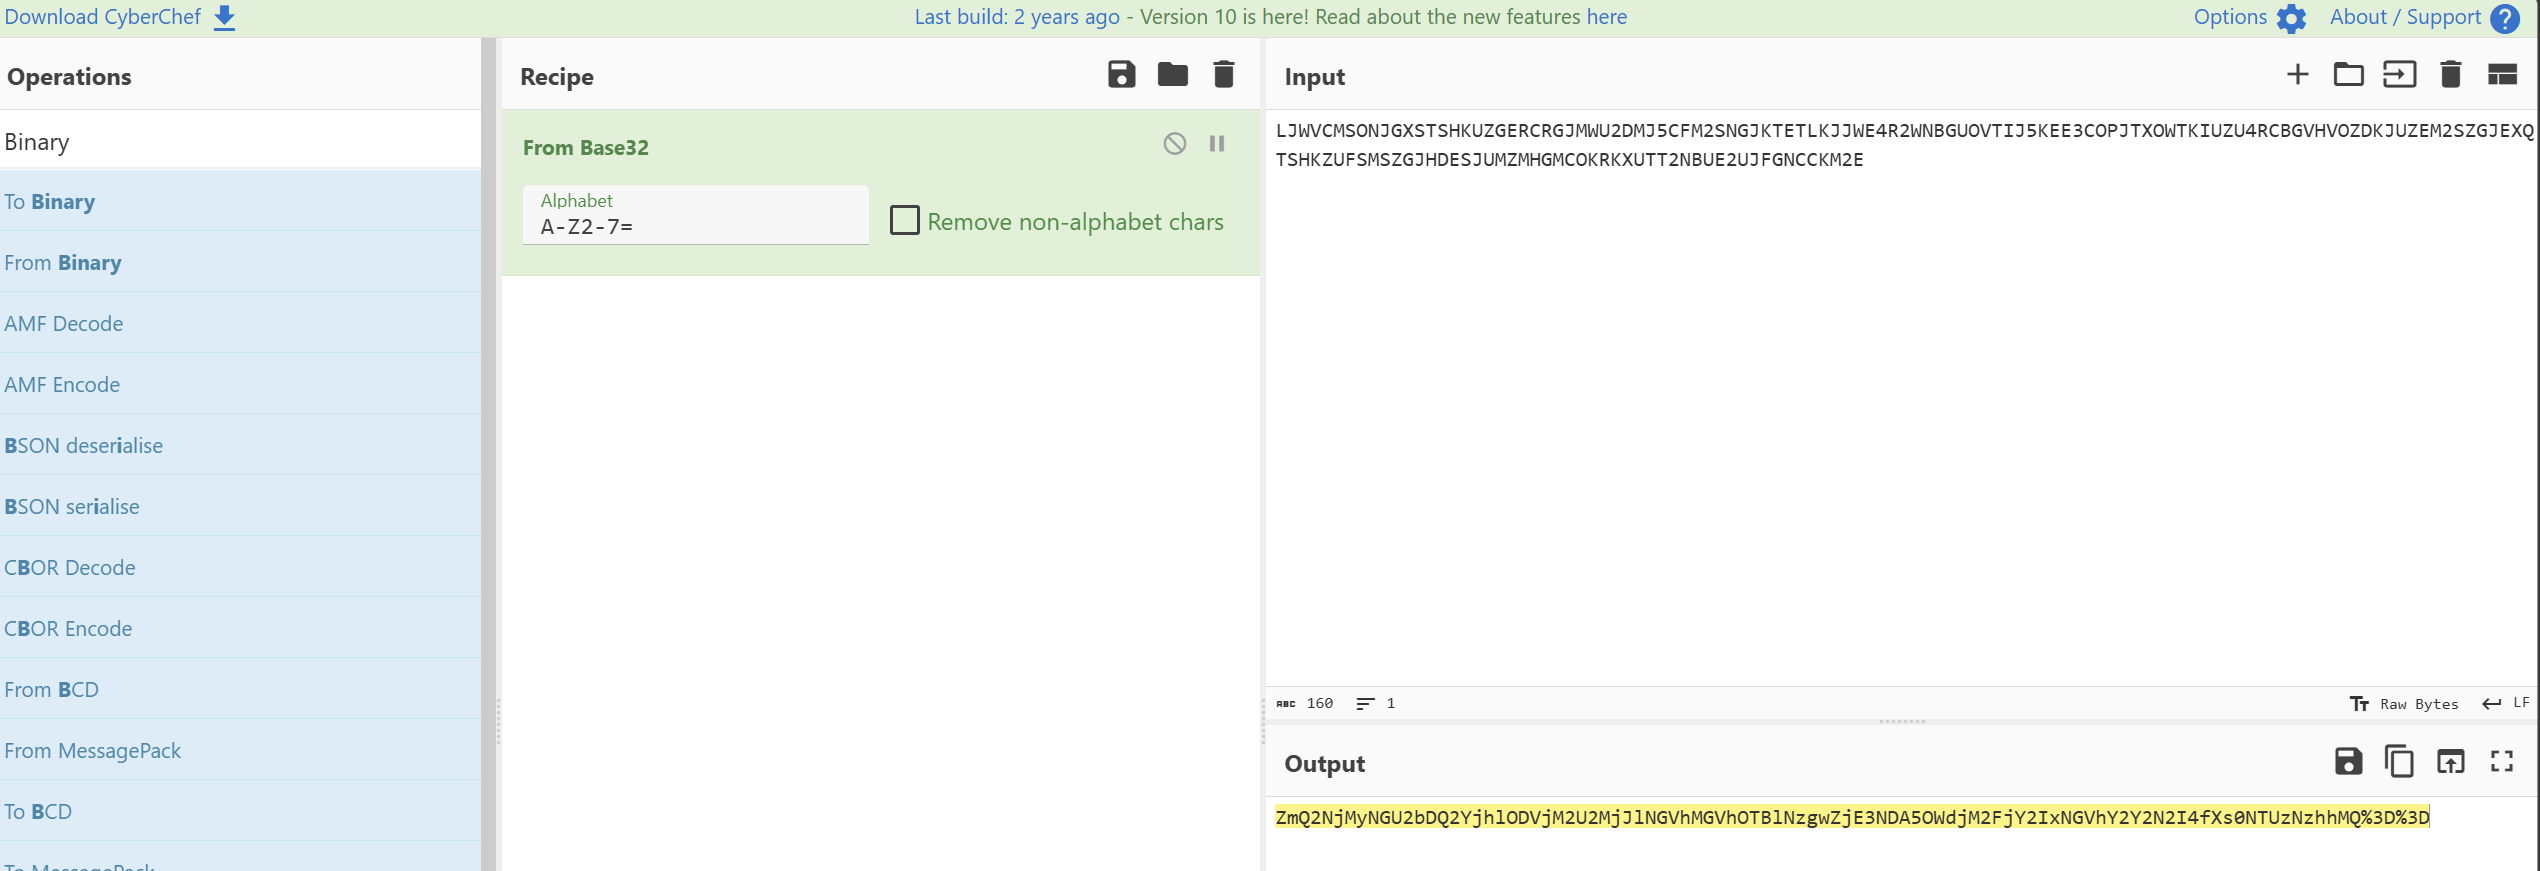 Download CyberChef
Last build: 2 years ago - Version 10 is here! Read about the new features here
Options
About / Support
Operations
Binary
To Binary
From Binary
AMF Decode
AMF Encode
BSON deserialise
BSON serialise
CBOR Decode
CBOR Encode
From BCD
From MessagePack
To BCD
To MessagePack
Recipe
From Base32
Alphabet
A-Z2-7=
Remove non-alphabet chars
Input
LJWVCMSONJGXSTSHKUZGERCRGJMWU2DMJ5CFM2SNGJKTETLKJJWE4R2WNBGUOVTIJ5KEE3COPJTXOWTKIUZU4RCBGVHVOZDKJUZEM2SZGJEXQ
TSHKZUFSMSZGJHDESJUMZMHGMCOKRKXUTT2NBUE2UJFGNCCKM2E
ABC 160
1
Raw Bytes
LF
Output
ZmQ2NjMyNGU2bDQ2YjhlODVjM2U2MjJlNGVhMGVhOTBlNzgwZjE3NDA5OWdjM2FjY2IxNGVhY2Y2N2I4fXs0NTUzNzhhMQ%3D%3D